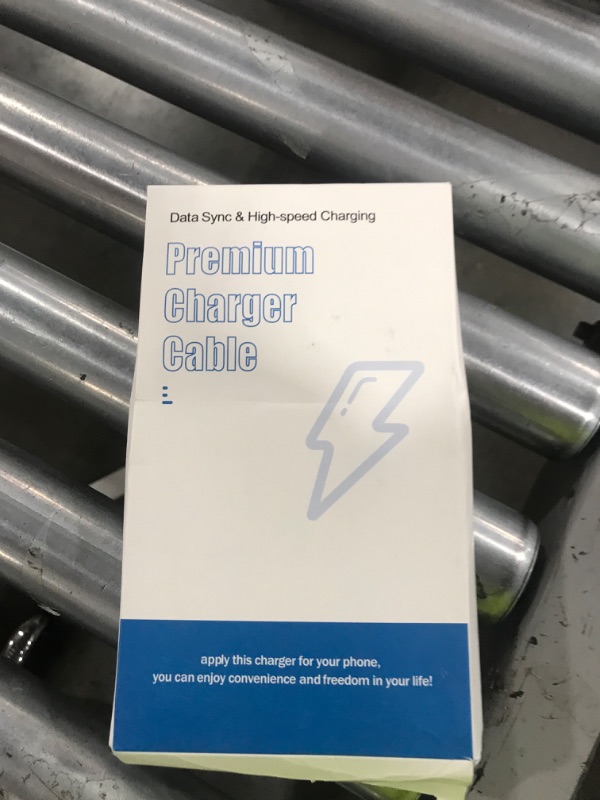 Data Sync & High-speed Charging
Premium
Charger
Cable
apply this charger for your phone,
you can enjoy convenience and freedom in your life!